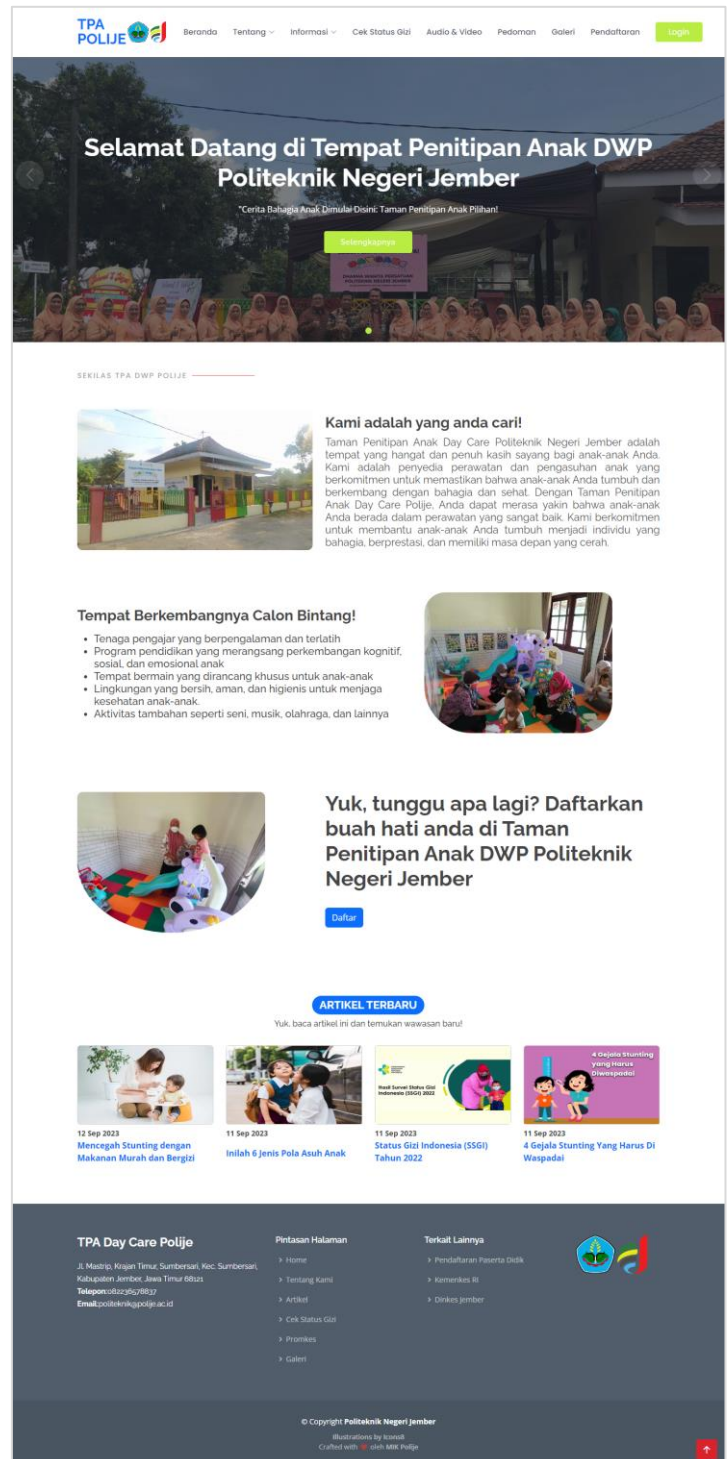 TPA
POLIJE
Beranda Tentang Informasi Cek Status Gizi Audio & Video Pedoman Galeri Pendaftaran Login
Selamat Datang di Tempat Penitipan Anak DWP
Politeknik Negeri Jember
"Cerita Bahagia Anak Dimulai Disini: Taman Penitipan Anak Pilihan!
Selengkapnya
DHARMA WANITA PERSATUAN
POLITEKNIK NEGERI JEMBER
SEKILAS TPA DWP POLIJE
Kami adalah yang anda cari!
Taman Penitipan Anak Day Care Politeknik Negeri Jember adalah
tempat yang hangat dan penuh kasih sayang bagi anak-anak Anda.
Kami adalah penyedia perawatan dan pengasuhan anak yang
berkomitmen untuk memastikan bahwa anak-anak Anda tumbuh dan
berkembang dengan bahagia dan sehat. Dengan Taman Penitipan
Anak Day Care Polije, Anda dapat merasa yakin bahwa anak-anak
Anda berada dalam perawatan yang sangat baik. Kami berkomitmen
untuk membantu anak-anak Anda tumbuh menjadi individu yang
bahagia, berprestasi, dan memiliki masa depan yang cerah.
Tempat Berkembangnya Calon Bintang!
• Tenaga pengajar yang berpengalaman dan terlatih
• Program pendidikan yang merangsang perkembangan kognitif,
sosial, dan emosional anak
• Tempat bermain yang dirancang khusus untuk anak-anak
• Lingkungan yang bersih, aman, dan higienis untuk menjaga
kesehatan anak-anak.
• Aktivitas tambahan seperti seni, musik, olahraga, dan lainnya
Yuk, tunggu apa lagi? Daftarkan
buah hati anda di Taman
Penitipan Anak DWP Politeknik
Negeri Jember
Daftar
ARTIKEL TERBARU
Yuk, baca artikel ini dan temukan wawasan baru!
Hasil Survei Status Gizi
Indonesia (SSGI) 2022
4 Gejala Stunting
yang Harus
Diwaspadai
12 Sep 2023
Mencegah Stunting dengan
Makanan Murah dan Bergizi
11 Sep 2023
Inilah 6 Jenis Pola Asuh Anak
11 Sep 2023
Status Gizi Indonesia (SSGI)
Tahun 2022
11 Sep 2023
4 Gejala Stunting Yang Harus Di
Waspadai
TPA Day Care Polije
Jl. Mastrip, Krajan Timur, Sumbersari, Kec. Sumbersari,
Kabupaten Jember, Jawa Timur 68121
Telepon:082236578837
Email:politeknik@polije.ac.id
Pintasan Halaman
> Home
> Tentang Kami
> Artikel
> Cek Status Gizi
> Promkes
> Galeri
Terkait Lainnya
> Pendaftaran Paserta Didik
> Kemenkes RI
> Dinkes Jember
© Copyright Politeknik Negeri Jember
Illustrations by Icons8
Crafted with ❤ oleh MIK Polije